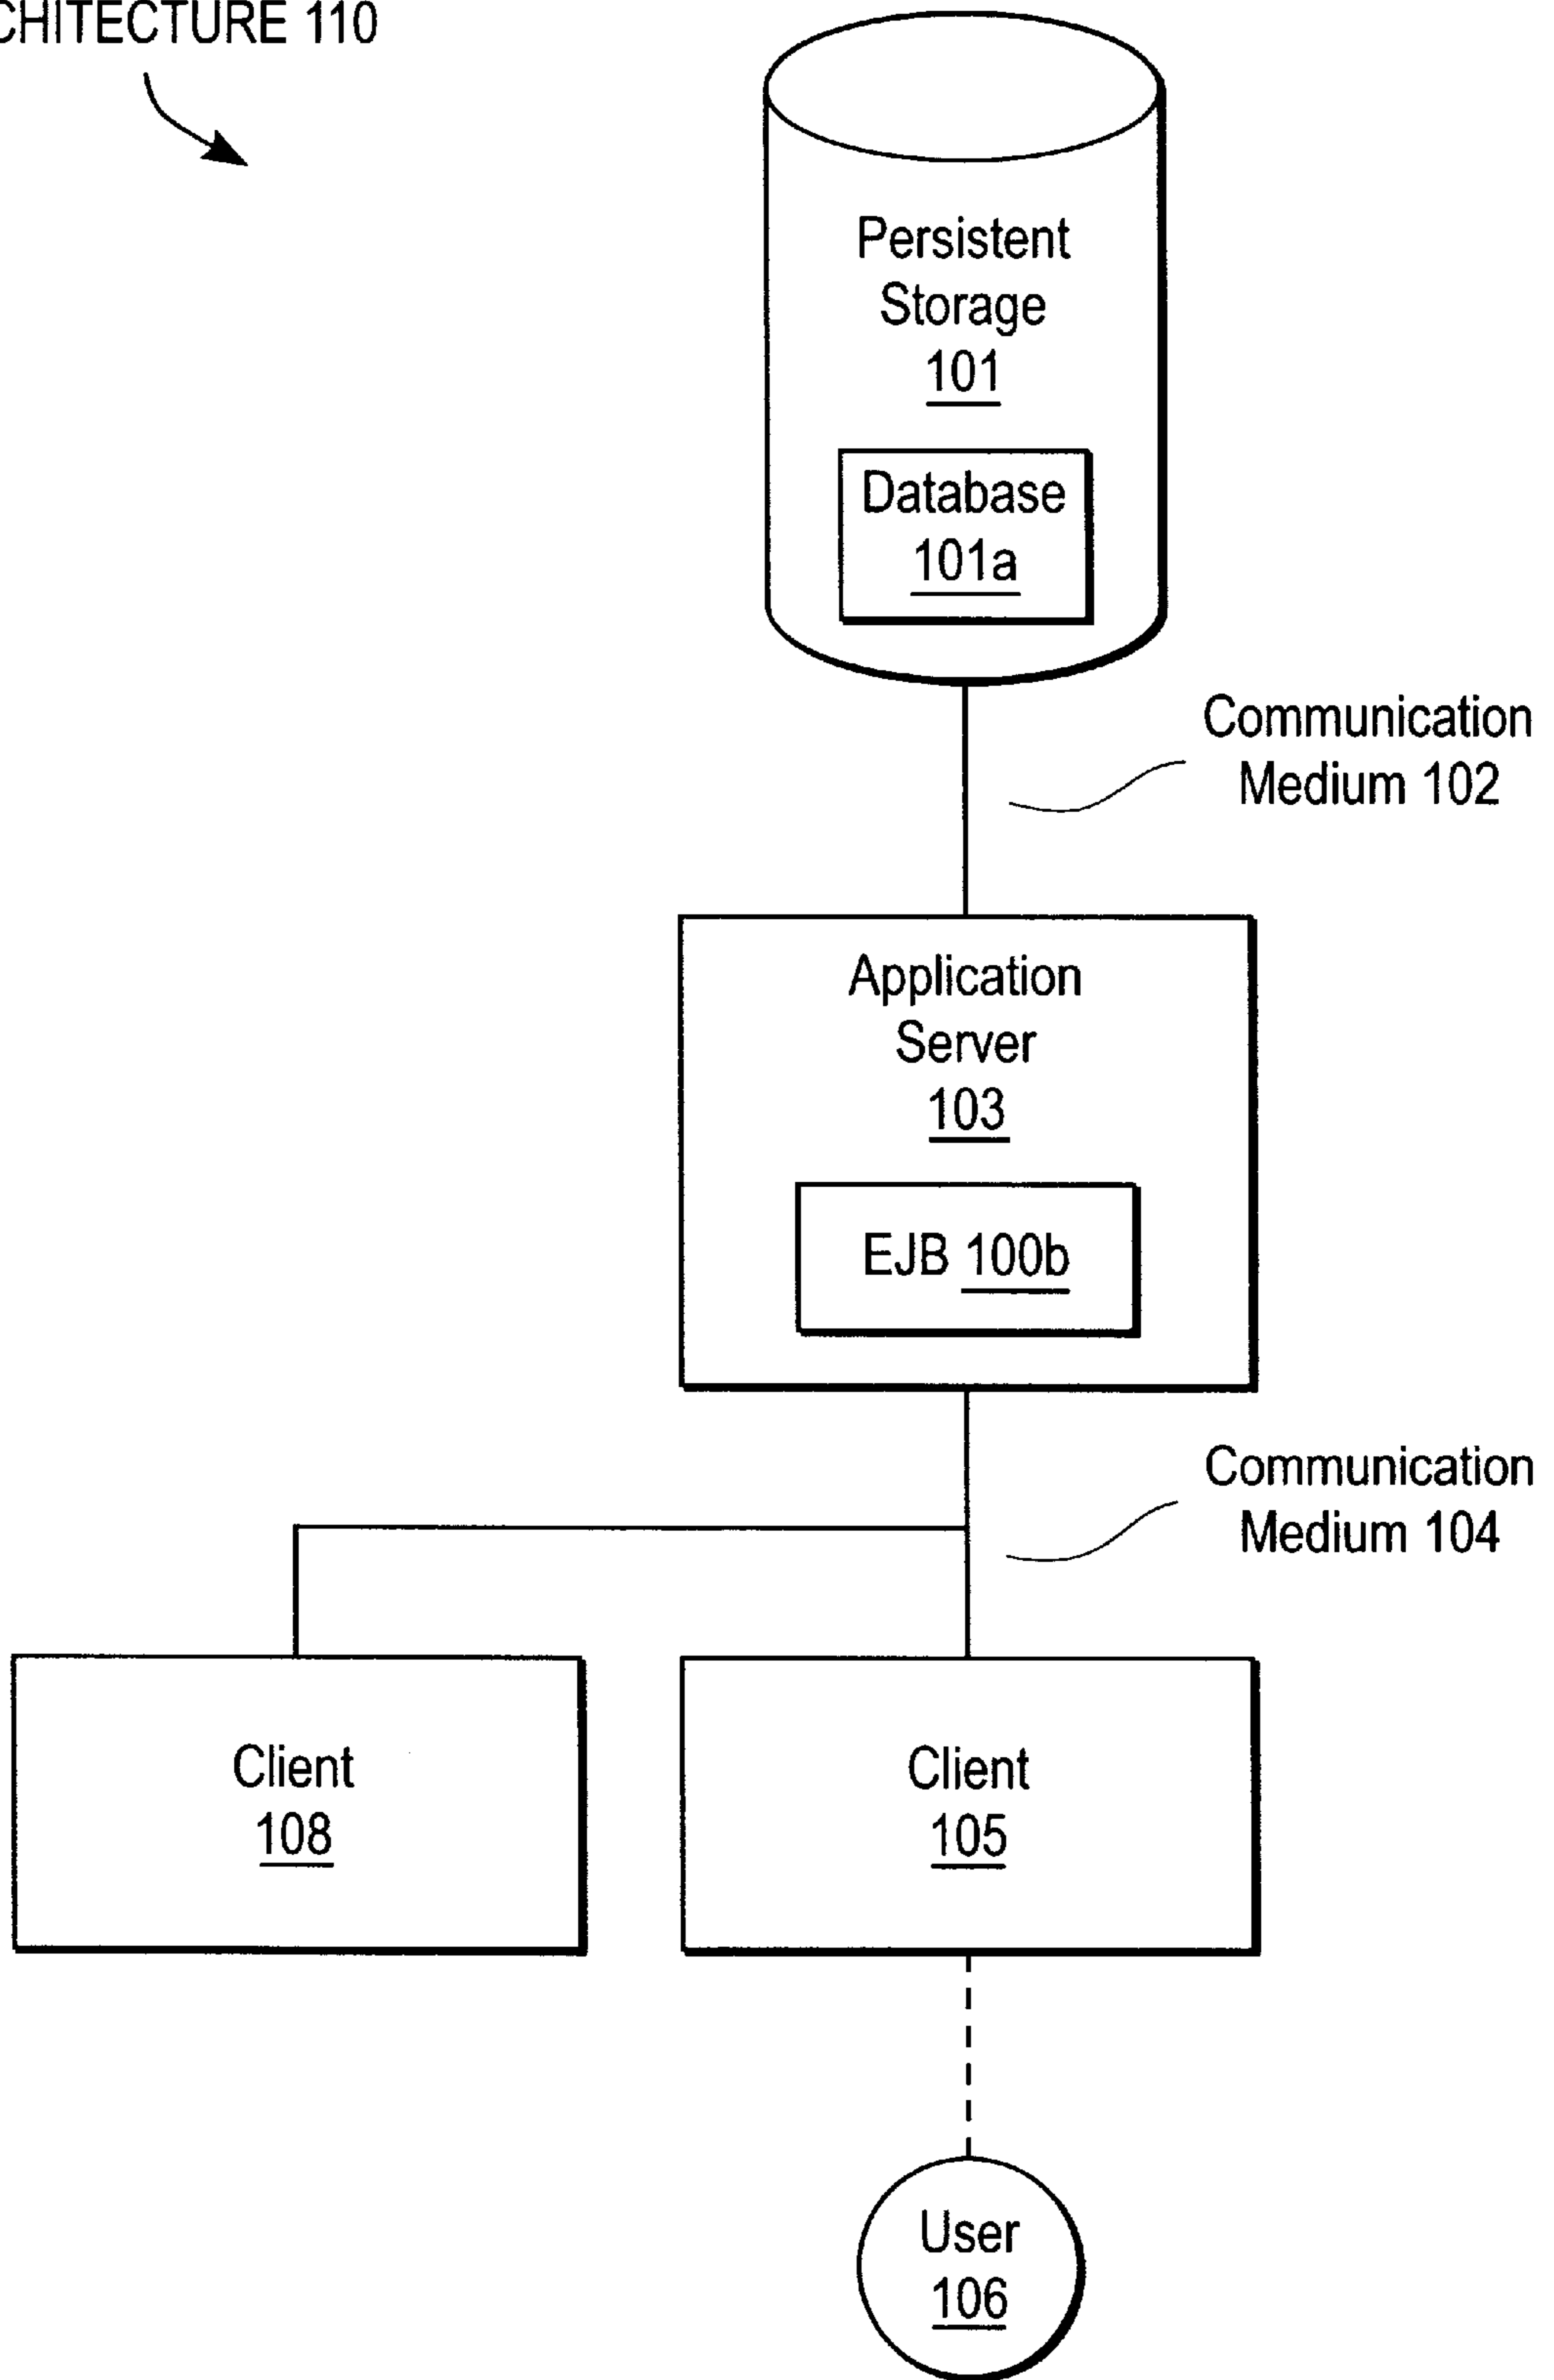 CHITECTURE 110
Persistent
Storage
101
Database
101a
Communication
Medium 102
Application
Server
103
EJB 100b
Communication
Medium 104
Client
108
Client
105
User
106